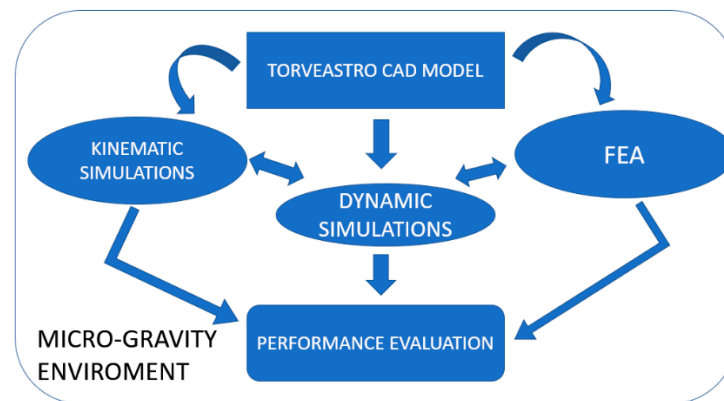 TORVEASTRO CAD MODEL
KINEMATIC
SIMULATIONS
FEA
DYNAMIC
SIMULATIONS
PERFORMANCE EVALUATION
MICRO-GRAVITY
ENVIROMENT